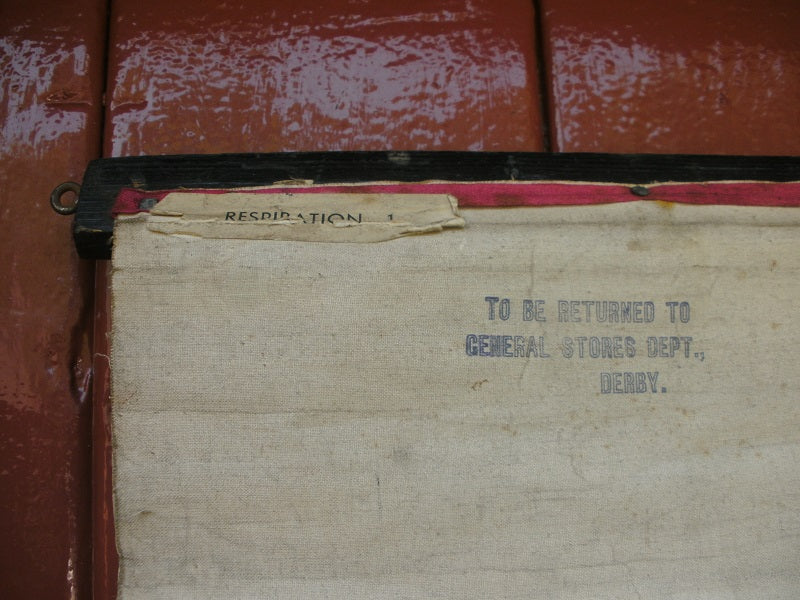 RESPIRATION 1
TO BE RETURNED TO
GENERAL STORES DEPT.,
DERBY.